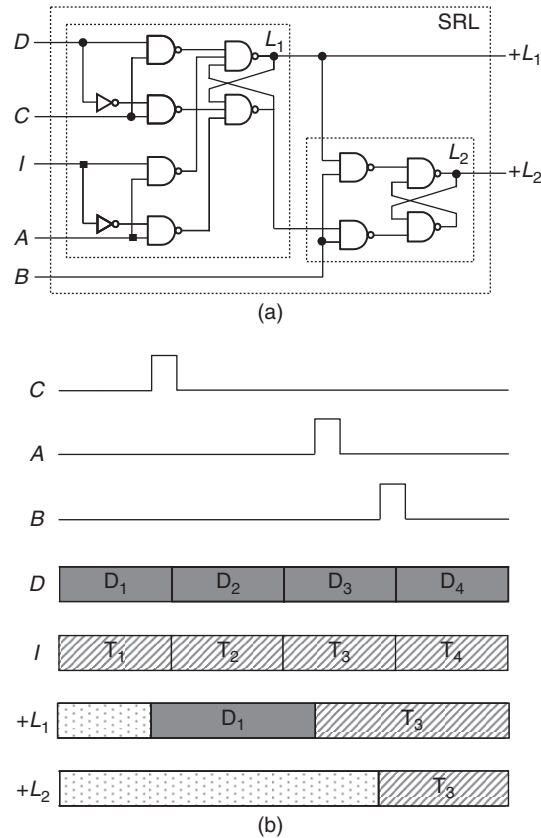 SRL
D
L1
+L1
C
I
L2
+L2
A
B
(a)
C
A
B
D D1 D2 D3 D4
I T1 T2 T3 T4
+L1 D1 T3
+L2 T3
(b)